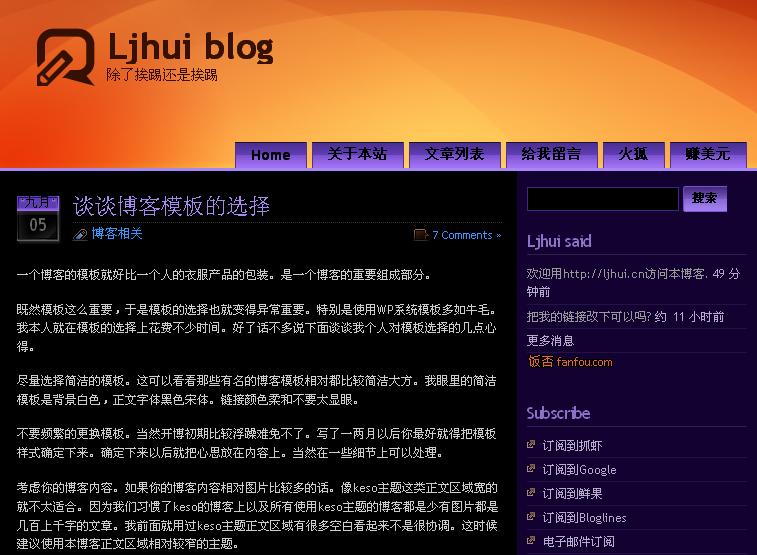 Ljhui blog
除了挨踢还是挨踢
Home 关于本站 文章列表 给我留言 火狐 赚美元
九月
05
谈谈博客模板的选择
博客相关
7 Comments »
一个博客的模板就好比一个人的衣服产品的包装。是一个博客的重要组成部分。
既然模板这么重要，于是模板的选择也就变得异常重要。特别是使用WP系统模板多如牛毛。
我本人就在模板的选择上花费不少时间。好了话不多说下面谈谈我个人对模板选择的几点心
得。
尽量选择简洁的模板。这可以看看那些有名的博客模板相对都比较简洁大方。我眼里的简洁
模板是背景白色，正文字体黑色宋体。链接颜色柔和不要太显眼。
不要频繁的更换模板。当然开博初期比较浮躁难免不了。写了一两月以后你最好就得把模板
样式确定下来。确定下来以后就把心思放在内容上。当然在一些细节上可以处理。
考虑你的博客内容。如果你的博客内容相对图片比较多的话。像keso主题这类正文区域宽的
就不太适合。因为我们习惯了keso的博客上以及所有使用keso主题的博客都是少有图片都是
几百上千字的文章。我前面就用过keso主题正文区域有很多空白看起来不是很协调。这时候
建议使用本博客正文区域相对较窄的主题。
搜索
Ljhui said
欢迎用http://ljhui.cn访问本博客. 49 分
钟前
把我的链接改下可以吗? 约 11 小时前
更多消息
饭否 fanfou.com
Subscribe
订阅到抓虾
订阅到Google
订阅到鲜果
订阅到Bloglines
电子邮件订阅